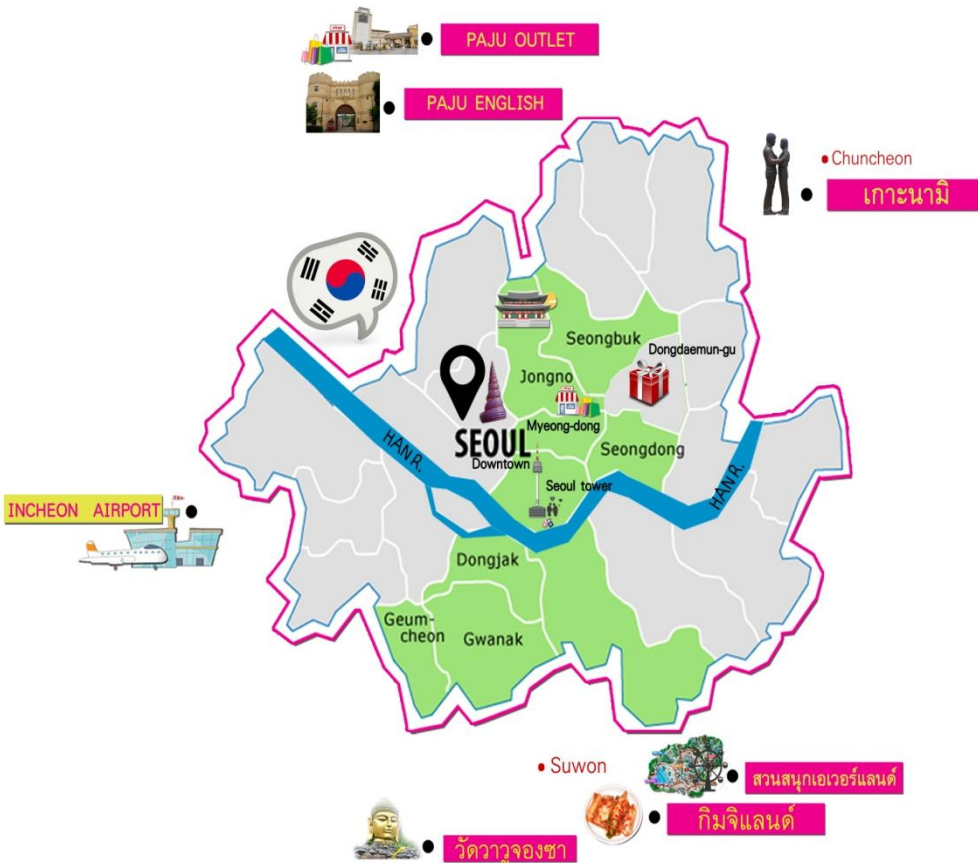 PAJU OUTLET
PAJU ENGLISH
• Chuncheon
เกาะนามิ
Seongbuk
Dongdaemun-gu
Jongno
Myeong-dong
SEOUL
Downtown
Seongdong
HAN R.
HAN R.
Seoul tower
INCHEON AIRPORT
Dongjak
Geum-
cheon
Gwanak
• Suwon
สวนสนุกเอเวอร์แลนด์
กิมจิแลนด์
วัดวาวูจองซา